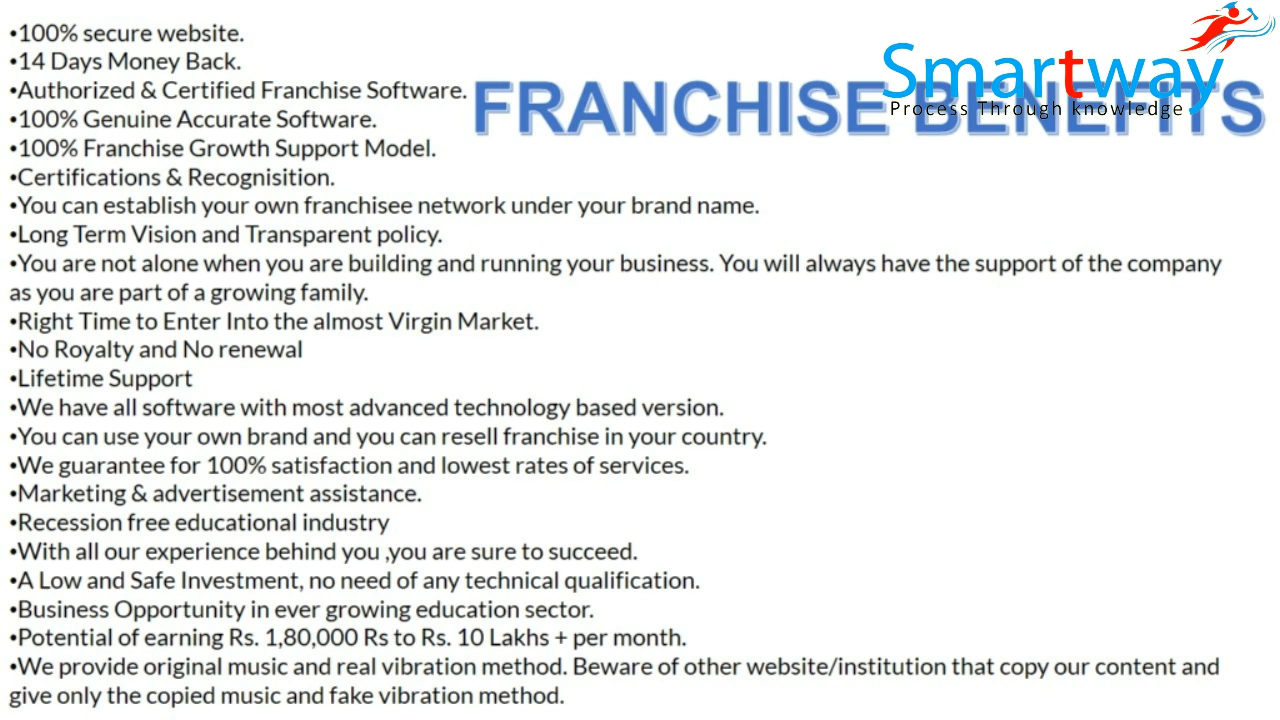 •100% secure website.
•14 Days Money Back.
•Authorized & Certified Franchise Software.
•100% Genuine Accurate Software.
•100% Franchise Growth Support Model.
•Certifications & Recognisition.
•You can establish your own franchisee network under your brand name.
•Long Term Vision and Transparent policy.
•You are not alone when you are building and running your business. You will always have the support of the company
as you are part of a growing family.
•Right Time to Enter Into the almost Virgin Market.
•No Royalty and No renewal
•Lifetime Support
•We have all software with most advanced technology based version.
•You can use your own brand and you can resell franchise in your country.
•We guarantee for 100% satisfaction and lowest rates of services.
•Marketing & advertisement assistance.
•Recession free educational industry
•With all our experience behind you ,you are sure to succeed.
•A Low and Safe Investment, no need of any technical qualification.
•Business Opportunity in ever growing education sector.
•Potential of earning Rs. 1,80,000 Rs to Rs. 10 Lakhs + per month.
•We provide original music and real vibration method. Beware of other website/institution that copy our content and
give only the copied music and fake vibration method.
FRANCHISE BENEFITS
Smartway
Process Through knowledge